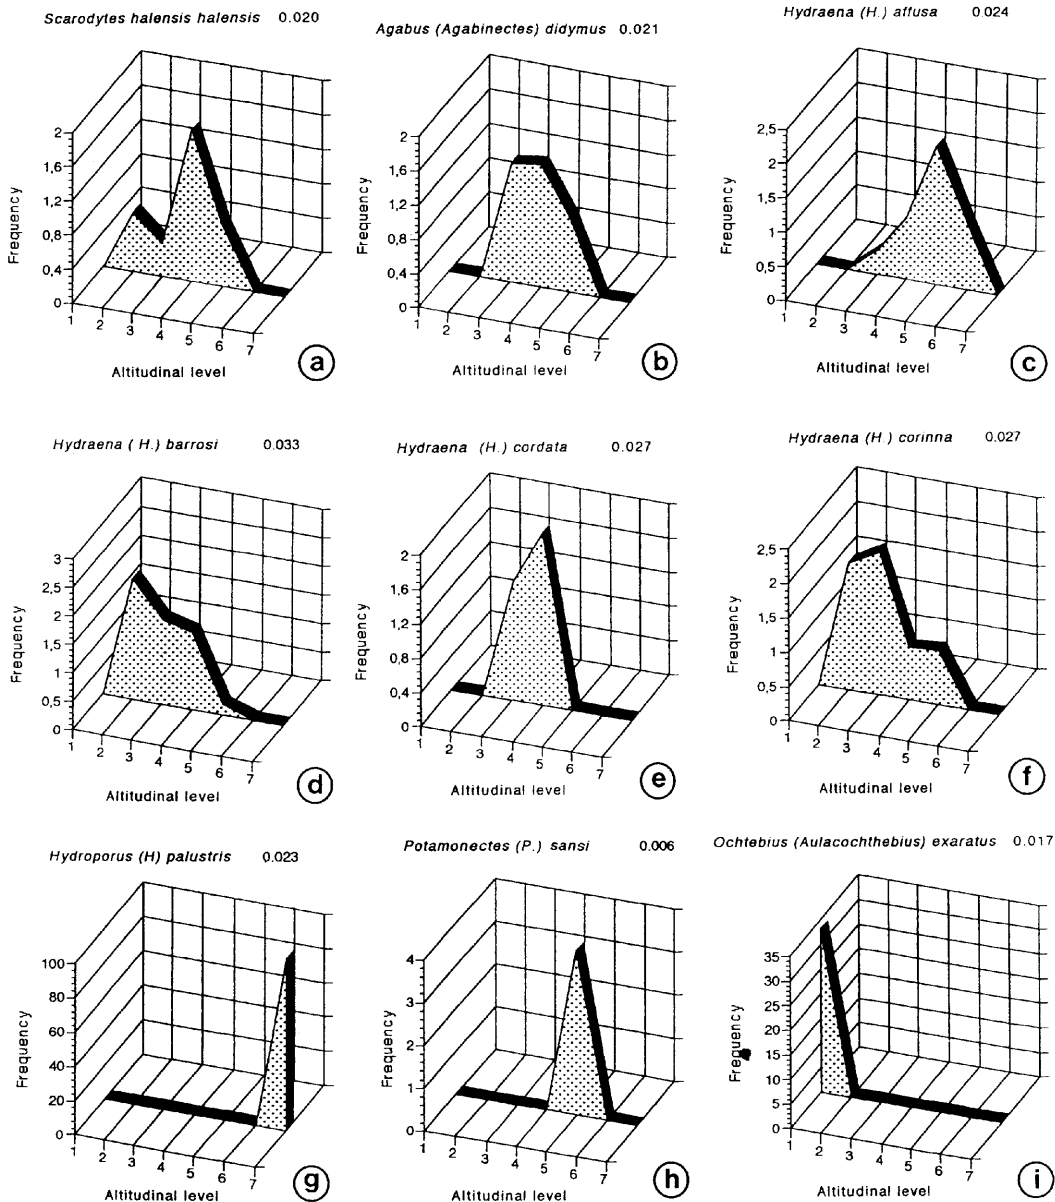 Scarodytes halensis halensis 0.020
2
1,6
1,2
0,8
0,4
0
Frequency
1 2 3 4 5 6 7
Altitudinal level
a
Agabus (Agabinectes) didymus 0.021
2
1,6
1,2
0,8
0,4
0
Frequency
1 2 3 4 5 6 7
Altitudinal level
b
Hydraena (H.) affusa 0.024
2.5
2
1,5
1
0,5
0
Frequency
1 2 3 4 5 6 7
Altitudinal level
c
Hydraena ( H.) barrosi 0.033
3
2,5
2
1,5
1
0,5
0
Frequency
1 2 3 4 5 6 7
Altitudinal level
d
Hydraena (H.) cordata 0.027
2
1,6
1,2
0,8
0,4
0
Frequency
1 2 3 4 5 6 7
Altitudinal level
e
Hydraena (H.) corinna 0.027
2,5
2
1,5
1
0,5
0
Frequency
1 2 3 4 5 6 7
Altitudinal level
f
Hydroporus (H) palustris 0.023
100
80
60
40
20
0
Frequency
1 2 3 4 5 6 7
Altitudinal level
g
Potamonectes (P.) sansi 0.006
4
3
2
1
0
Frequency
1 2 3 4 5 6 7
Altitudinal level
h
Ochtebius (Aulacochthebius) exaratus 0.017
35
30
25
20
15
10
5
0
Frequency
1 2 3 4 5 6 7
Altitudinal level
i